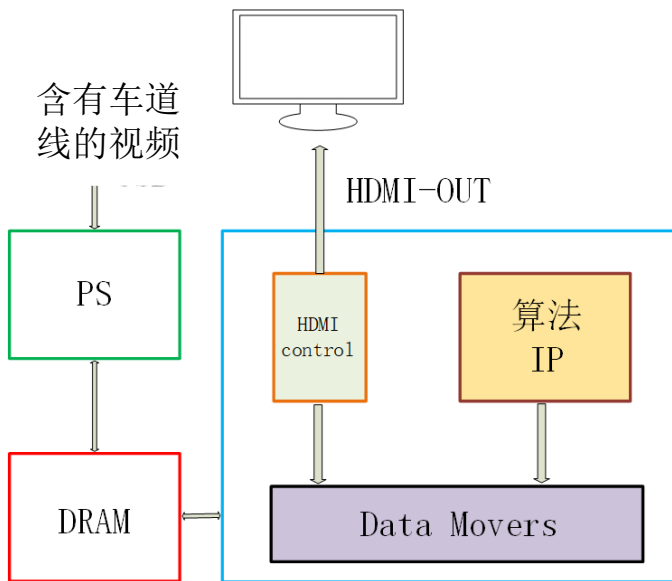 含有车道
线的视频
HDMI-OUT
PS
HDMI
control
算法
IP
DRAM
Data Movers